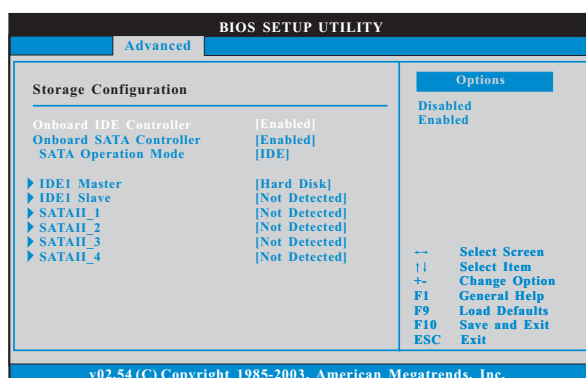 BIOS SETUP UTILITY
Advanced
Storage Configuration
Onboard IDE Controller [Enabled]
Onboard SATA Controller [Enabled]
SATA Operation Mode [IDE]
IDE1 Master [Hard Disk]
IDE1 Slave [Not Detected]
SATAII_1 [Not Detected]
SATAII_2 [Not Detected]
SATAII_3 [Not Detected]
SATAII_4 [Not Detected]
Options
Disabled
Enabled
←→ Select Screen
↑↓ Select Item
+- Change Option
F1 General Help
F9 Load Defaults
F10 Save and Exit
ESC Exit
v02.54 (C) Copyright 1985-2003, American Megatrends, Inc.